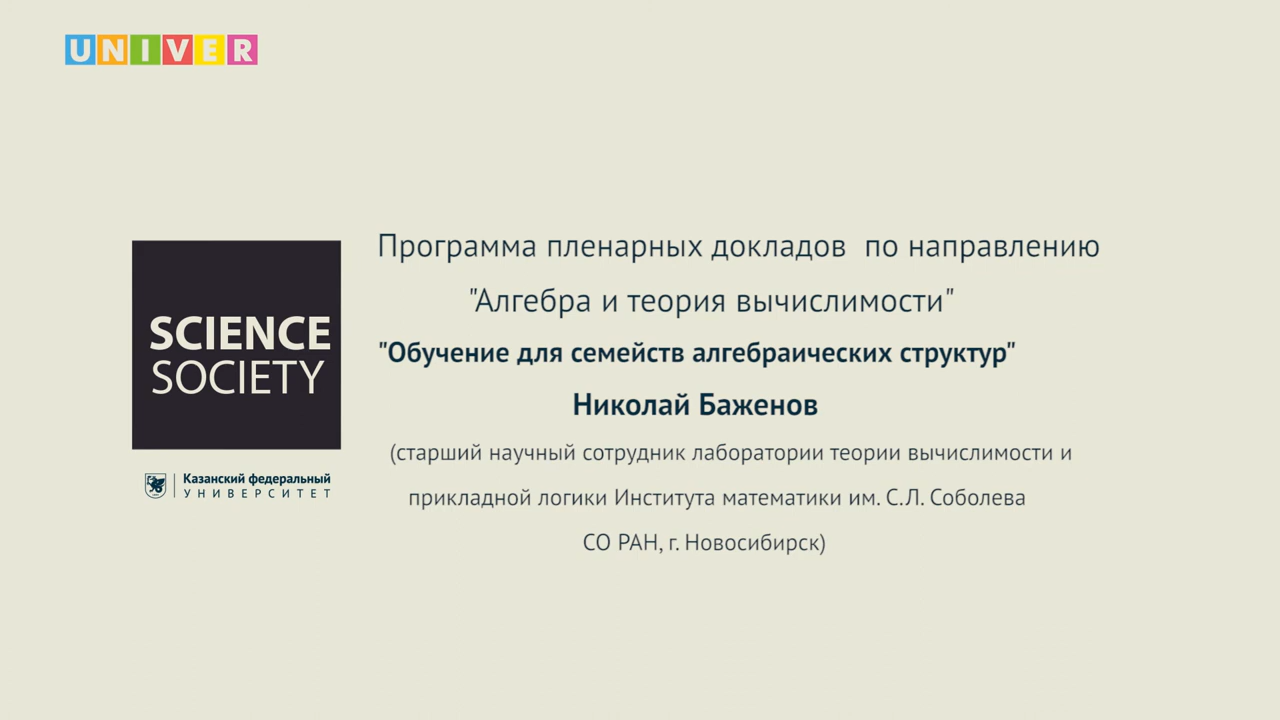 UNIVER
Программа пленарных докладов по направлению
"Алгебра и теория вычислимости"
"Обучение для семейств алгебраических структур"
Николай Баженов
(старший научный сотрудник лаборатории теории вычислимости и
прикладной логики Института математики им. С.Л. Соболева
СО РАН, г. Новосибирск)
SCIENCE
SOCIETY
Казанский федеральный
УНИВЕРСИТЕТ